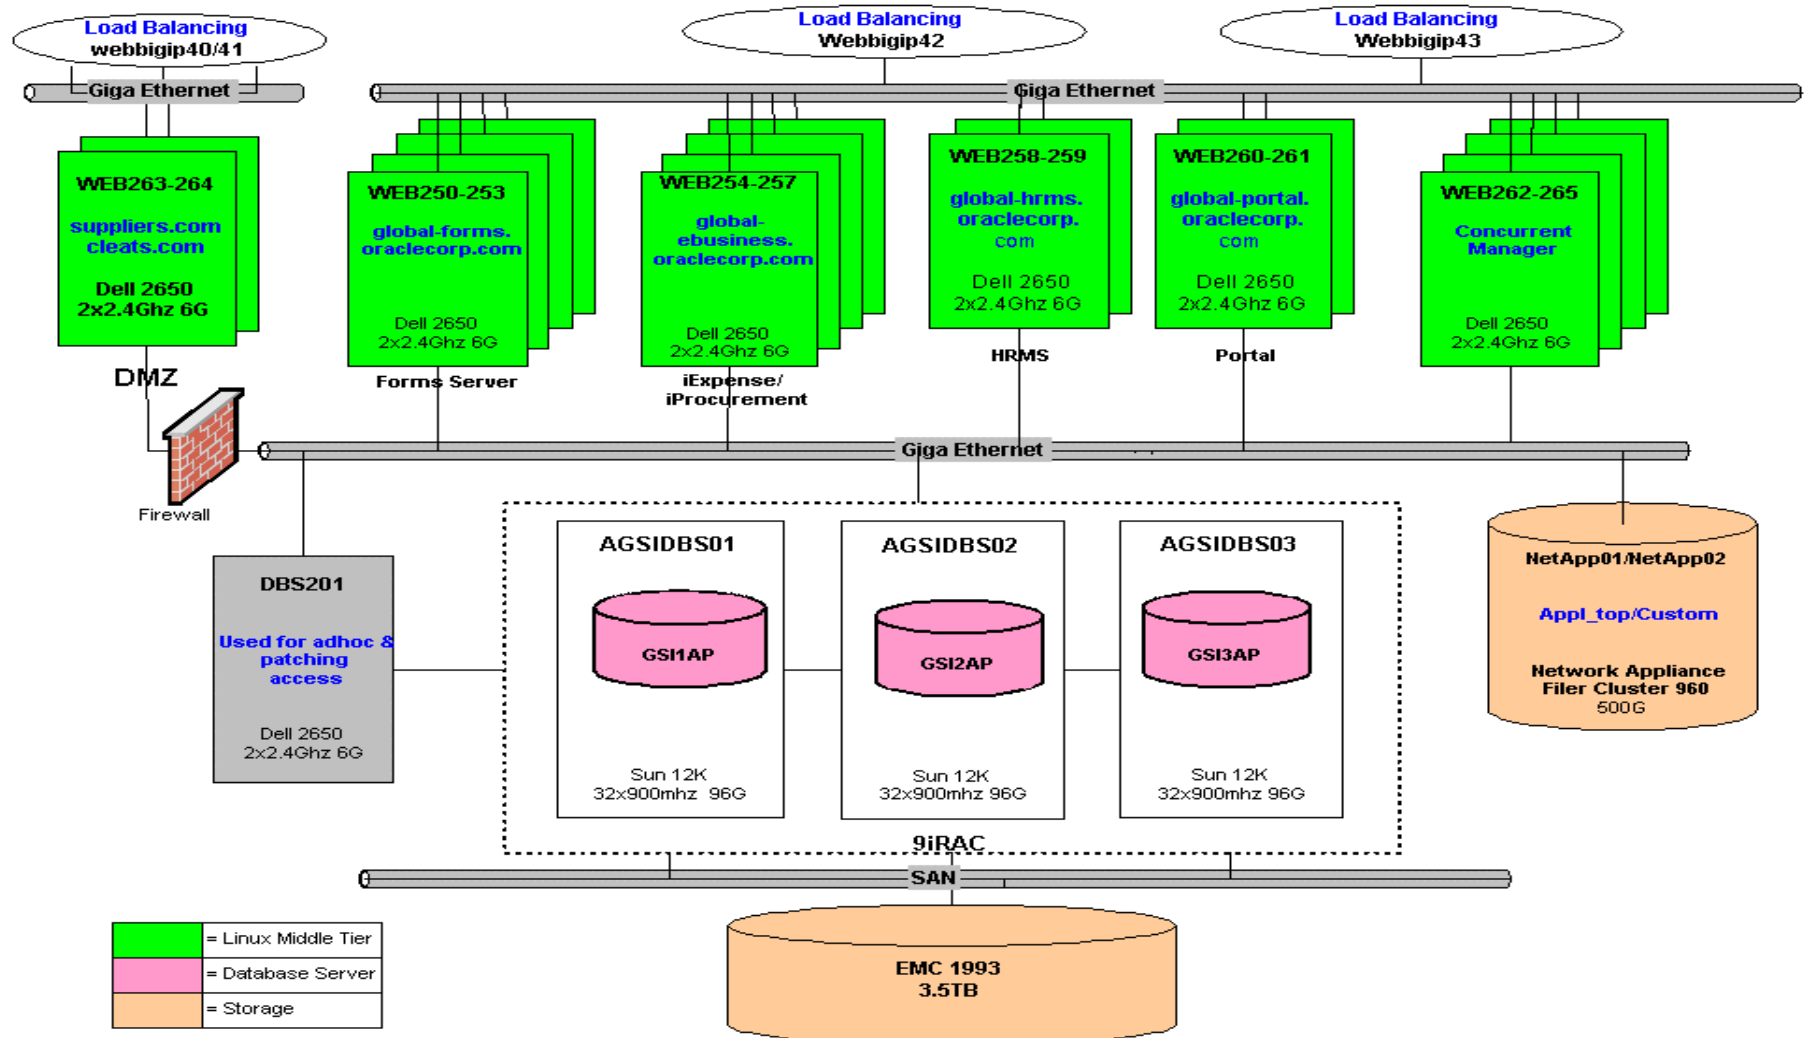 Load Balancing
webbigip40/41
Load Balancing
Webbigip42
Load Balancing
Webbigip43
Giga Ethernet
Giga Ethernet
WEB263-264
suppliers.com
cleats.com
Dell 2650
2x2.4Ghz 6G
WEB250-253
global-forms.
oraclecorp.com
Dell 2650
2x2.4Ghz 6G
WEB254-257
global-
ebusiness.
oraclecorp.com
Dell 2650
2x2.4Ghz 6G
WEB258-259
global-hrms.
oraclecorp.
com
Dell 2650
2x2.4Ghz 6G
WEB260-261
global-portal.
oraclecorp.
com
Dell 2650
2x2.4Ghz 6G
WEB262-265
Concurrent
Manager
Dell 2650
2x2.4Ghz 6G
DMZ
Forms Server
iExpense/
iProcurement
HRMS
Portal
Firewall
Giga Ethernet
DBS201
Used for adhoc &
patching
access
Dell 2650
2x2.4Ghz 6G
AGSIDBS01
GSI1AP
Sun 12K
32x900mhz 96G
AGSIDBS02
GSI2AP
Sun 12K
32x900mhz 96G
AGSIDBS03
GSI3AP
Sun 12K
32x900mhz 96G
NetApp01/NetApp02
Appl_top/Custom
Network Appliance
Filer Cluster 960
500G
9iRAC
SAN
EMC 1993
3.5TB
= Linux Middle Tier
= Database Server
= Storage